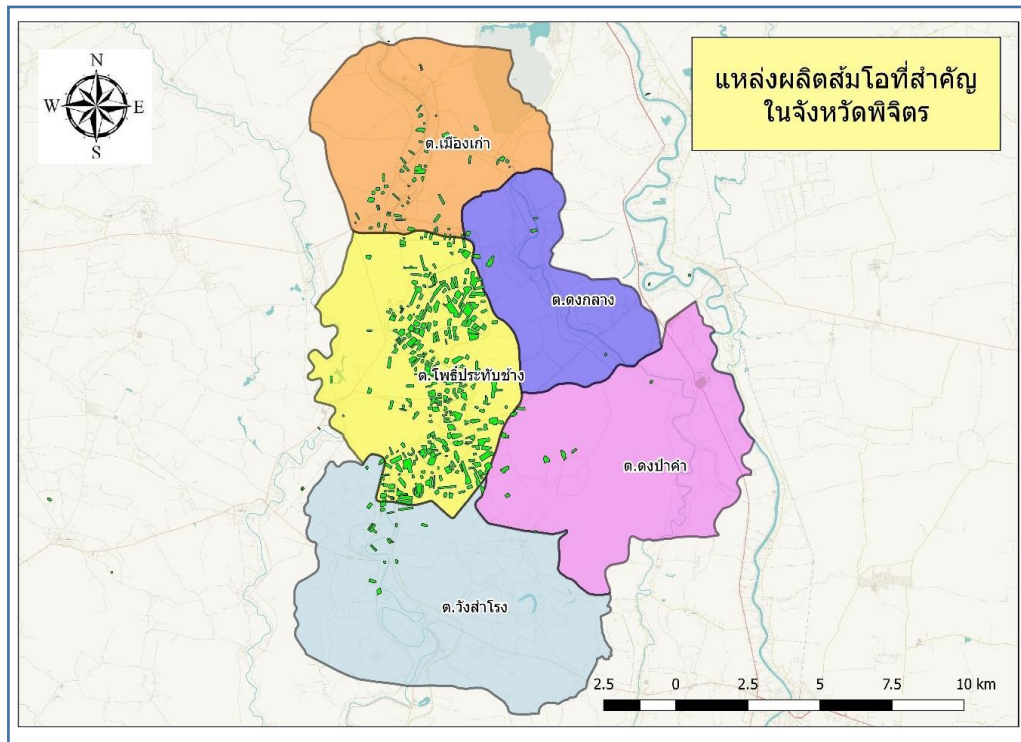 แหล่งผลิตส้มโอที่สำคัญ
ในจังหวัดพิจิตร
N
W E
S
ต.เมืองเก่า
ต.ดงกลาง
ต.โพธิ์ประทับช้าง
ต.ดงป่าคำ
ต.วังสำโรง
2.5 0 2.5 5 7.5 10 km